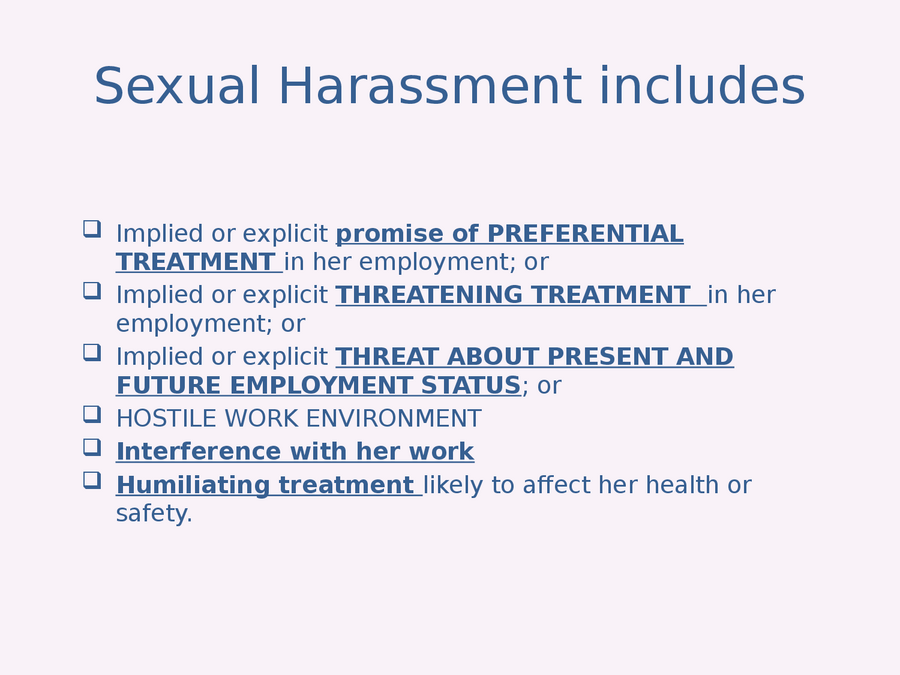 Sexual Harassment includes
❑ Implied or explicit promise of PREFERENTIAL
TREATMENT in her employment; or
❑ Implied or explicit THREATENING TREATMENT in her
employment; or
❑ Implied or explicit THREAT ABOUT PRESENT AND
FUTURE EMPLOYMENT STATUS; or
❑ HOSTILE WORK ENVIRONMENT
❑ Interference with her work
❑ Humiliating treatment likely to affect her health or
safety.